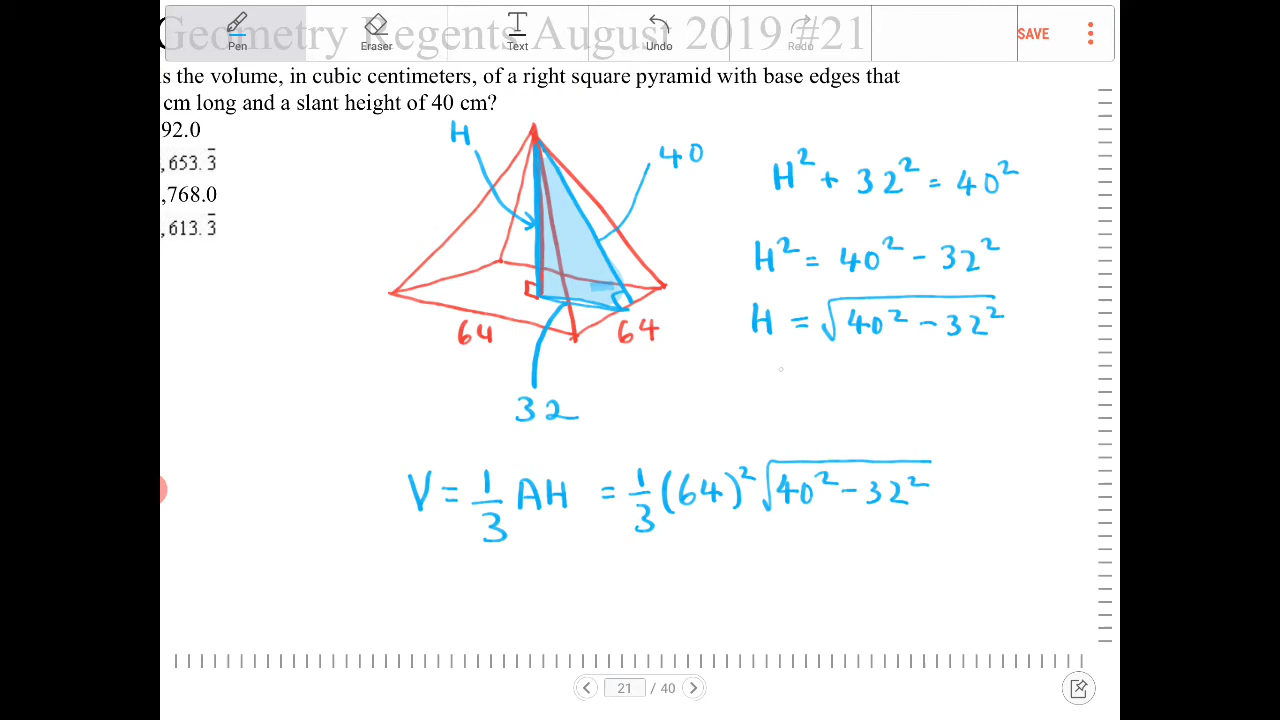 Geometry Regents August 2019 #21
Pen
Eraser
Text
Undo
Redo
SAVE
s the volume, in cubic centimeters, of a right square pyramid with base edges that
cm long and a slant height of 40 cm?
92.0
,653.3̅
,768.0
,613.3̅
H
40
64
64
32
H² + 32² = 40²
H² = 40² - 32²
H = √(40² - 32²)
V = 1/3 AH = 1/3 (64)² √(40² - 32²)
21 / 40